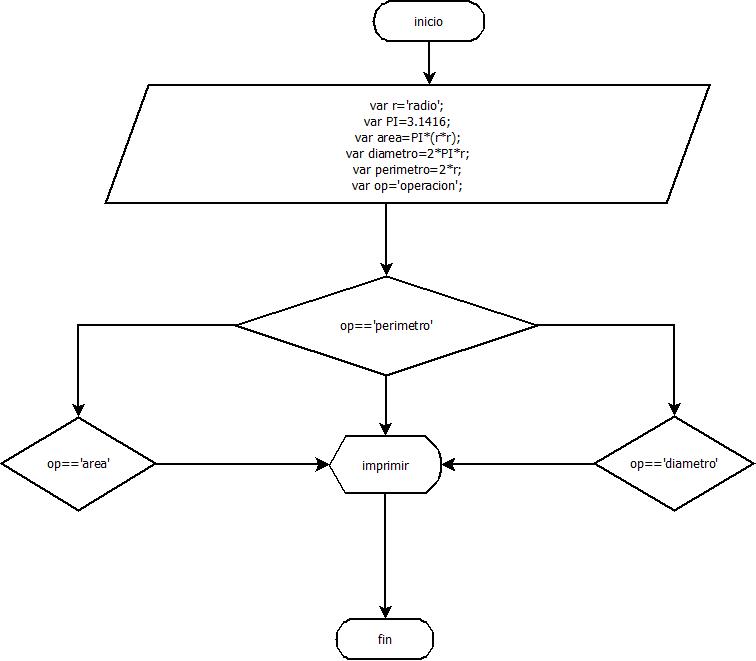 inicio
var r='radio';
var PI=3.1416;
var area=PI*(r*r);
var diametro=2*PI*r;
var perimetro=2*r;
var op='operacion';
op=='perimetro'
op=='area'
imprimir
op=='diametro'
fin